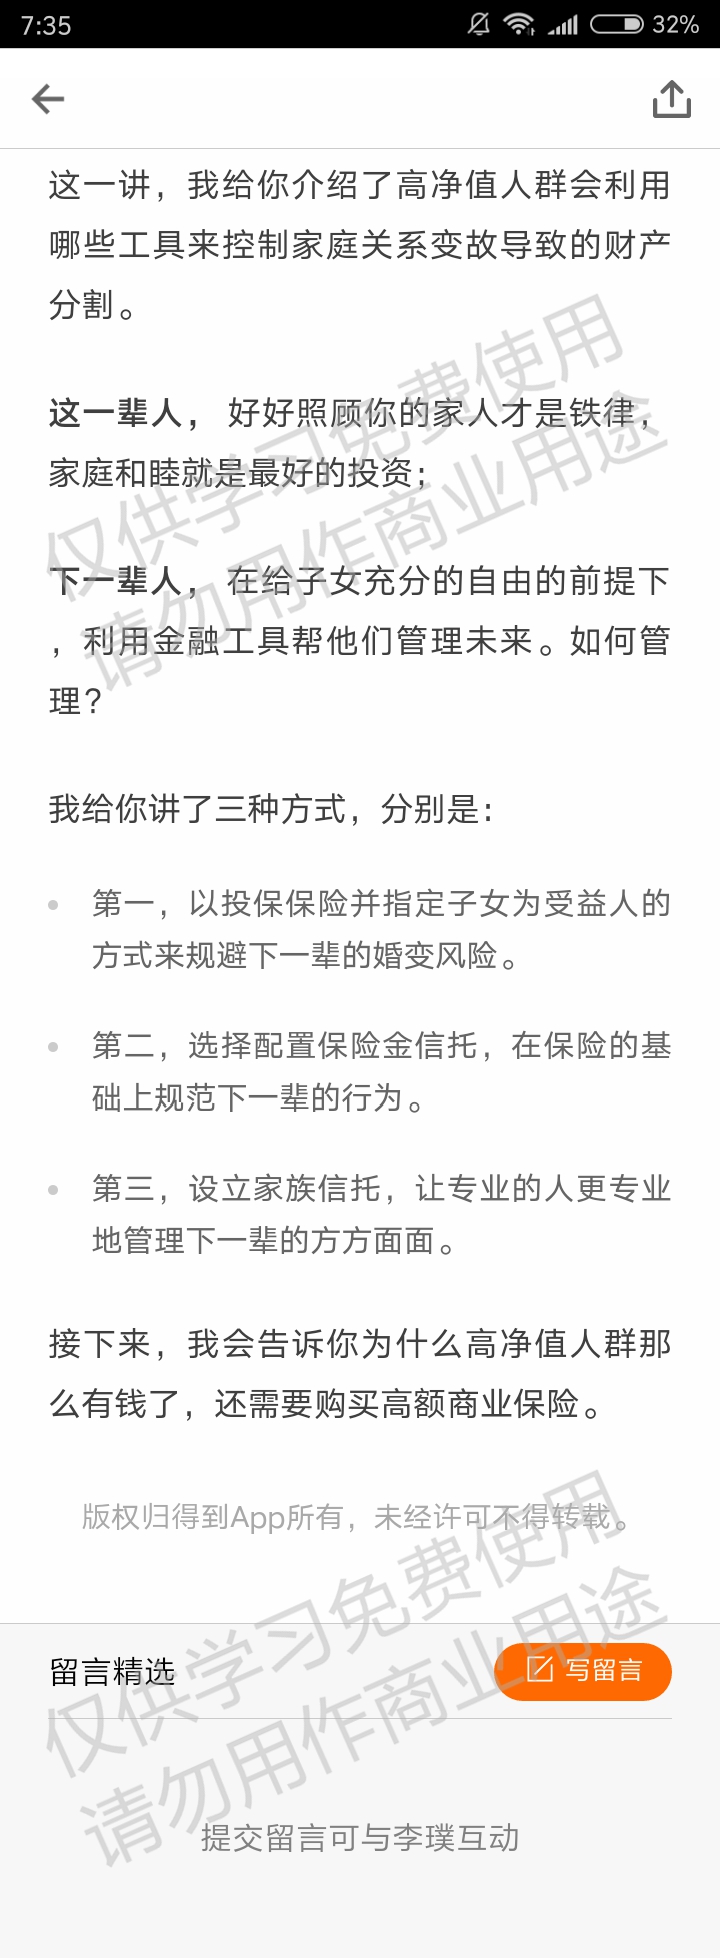 7:35
32%
这一讲，我给你介绍了高净值人群会利用
哪些工具来控制家庭关系变故导致的财产
分割。
这一辈人， 好好照顾你的家人才是铁律，
家庭和睦就是最好的投资；
下一辈人， 在给子女充分的自由的前提下
，利用金融工具帮他们管理未来。如何管
理？
仅供学习免费使用
请勿用作商业用途
我给你讲了三种方式，分别是：
第一，以投保保险并指定子女为受益人的
方式来规避下一辈的婚变风险。
第二，选择配置保险金信托，在保险的基
础上规范下一辈的行为。
第三，设立家族信托，让专业的人更专业
地管理下一辈的方方面面。
接下来，我会告诉你为什么高净值人群那
么有钱了，还需要购买高额商业保险。
版权归得到App所有，未经许可不得转载。
留言精选
写留言
仅供学习免费使用
请勿用作商业用途
提交留言可与李璞互动